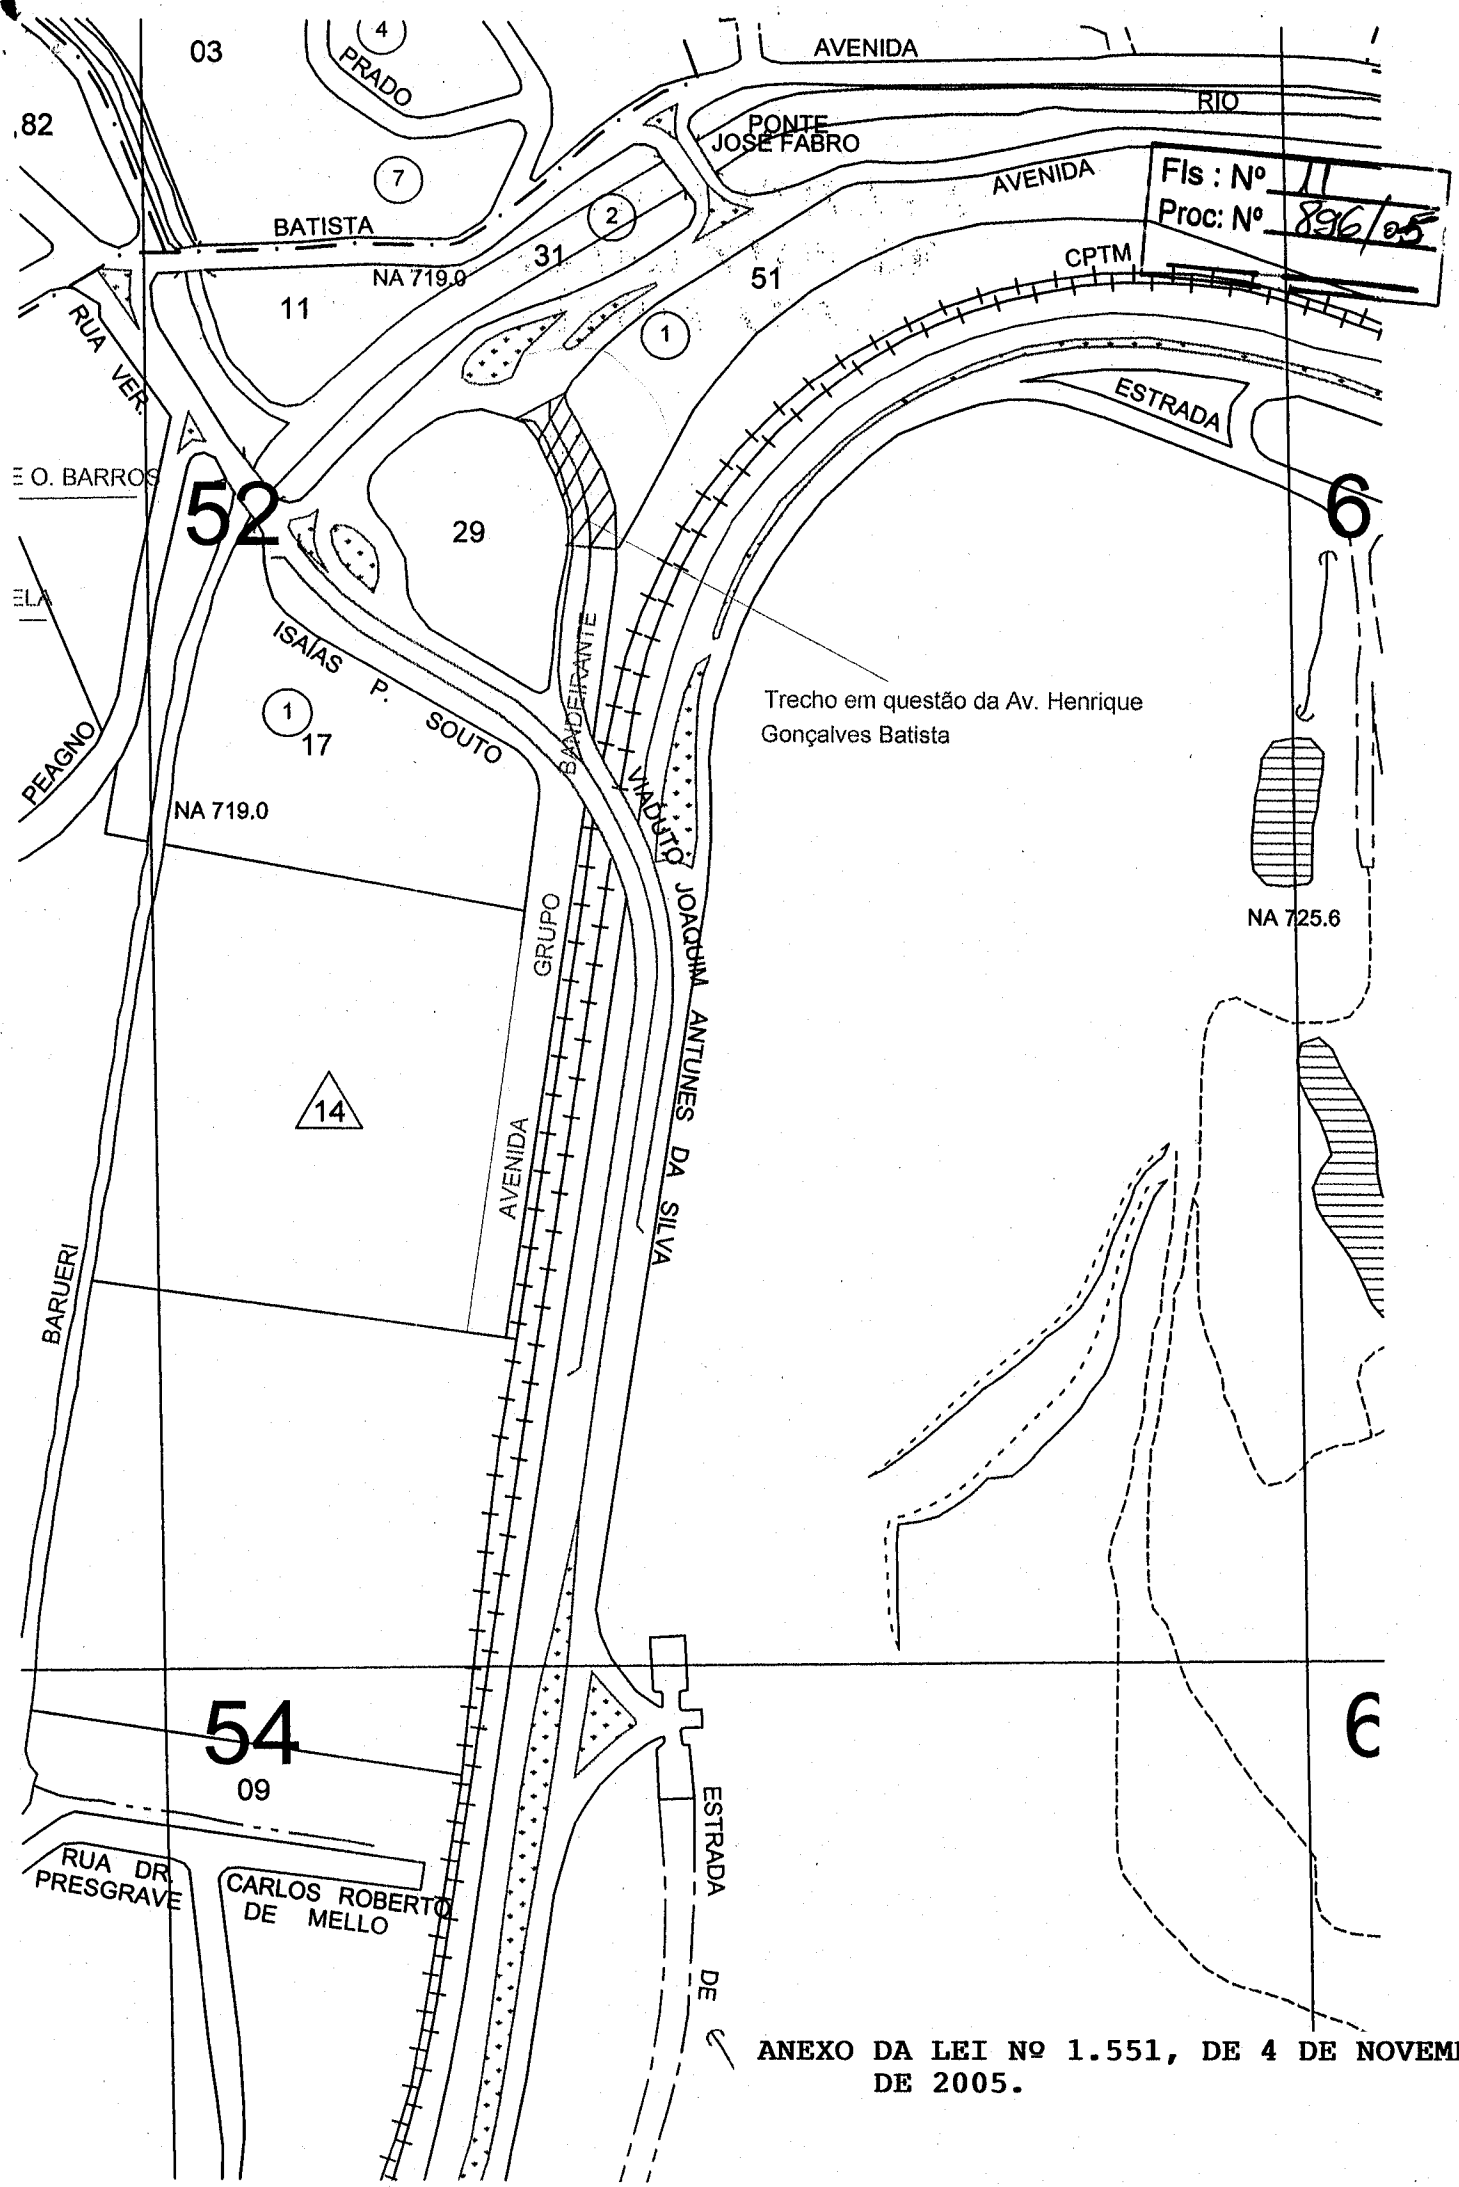 4
03
PRADO
AVENIDA
,82
RIO
PONTE
JOSÉ FABRO
7
AVENIDA
Fls : Nº 11
Proc: Nº 896/05
BATISTA
2
31
NA 719.0
51
CPTM
11
RUA VER.
1
ESTRADA
E O. BARROS
52
29
6
ELA
ISAÍAS P. SOUTO
BANDEIRANTE
Trecho em questão da Av. Henrique
Gonçalves Batista
1
17
PEAGNO
NA 719.0
VIADUTO JOAQUIM ANTUNES DA SILVA
GRUPO
NA 725.6
14
AVENIDA
BARUERI
54
09
6
RUA DR.
PRESGRAVE
CARLOS ROBERTO
DE MELLO
ESTRADA DE
ANEXO DA LEI Nº 1.551, DE 4 DE NOVEM
DE 2005.